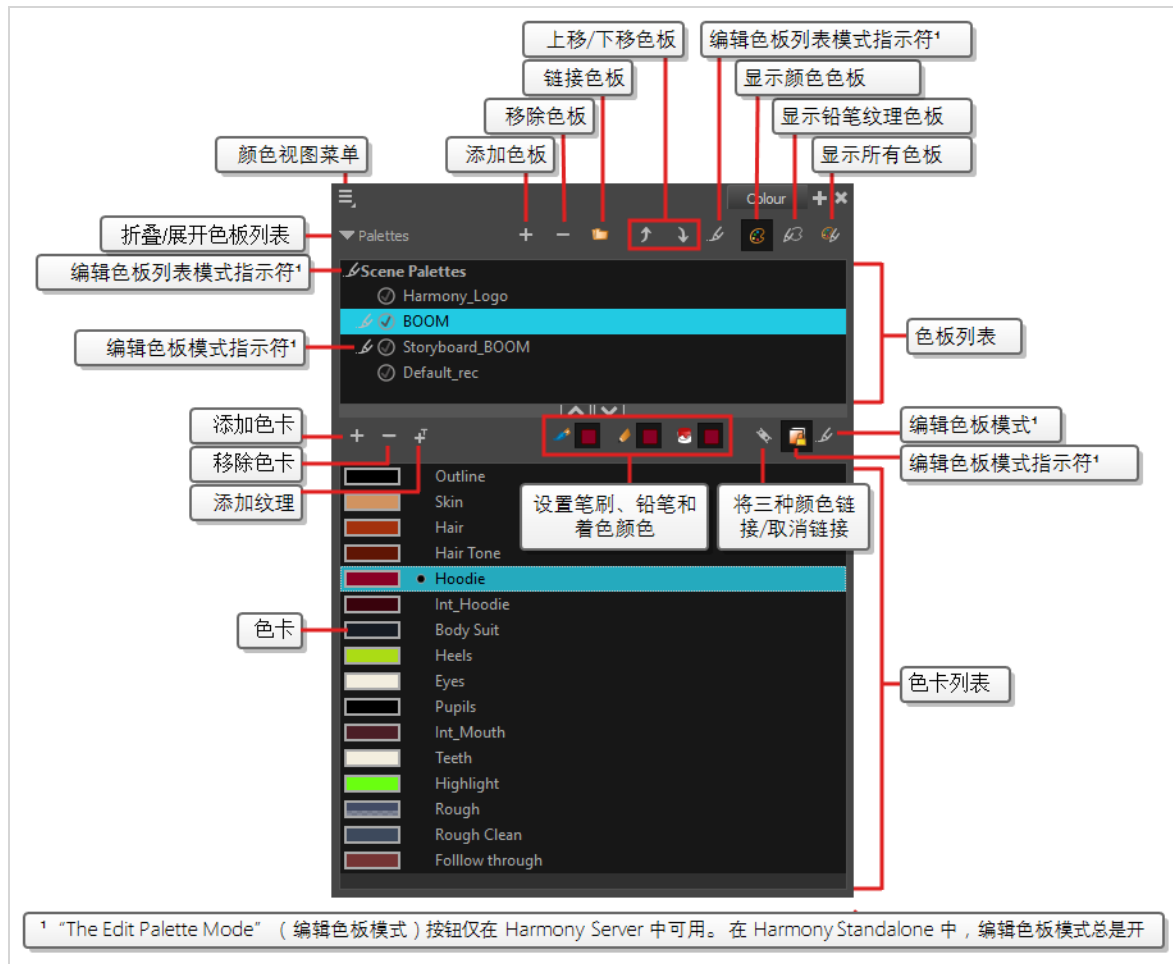 上移/下移色板
编辑色板列表模式指示符¹
链接色板
显示颜色色板
移除色板
显示铅笔纹理色板
颜色视图菜单
添加色板
显示所有色板
Colour
折叠/展开色板列表
Palettes
编辑色板列表模式指示符¹
Scene Palettes
Harmony_Logo
BOOM
色板列表
编辑色板模式指示符¹
Storyboard_BOOM
Default_rec
添加色卡
编辑色板模式¹
移除色卡
编辑色板模式指示符¹
添加纹理
设置笔刷、铅笔和
着色颜色
将三种颜色链
接/取消链接
Outline
Skin
Hair
Hair Tone
Hoodie
Int_Hoodie
色卡
Body Suit
Heels
Eyes
色卡列表
Pupils
Int_Mouth
Teeth
Highlight
Rough
Rough Clean
Folllow through
¹ “The Edit Palette Mode” （编辑色板模式）按钮仅在 Harmony Server 中可用。 在 Harmony Standalone 中，编辑色板模式总是开